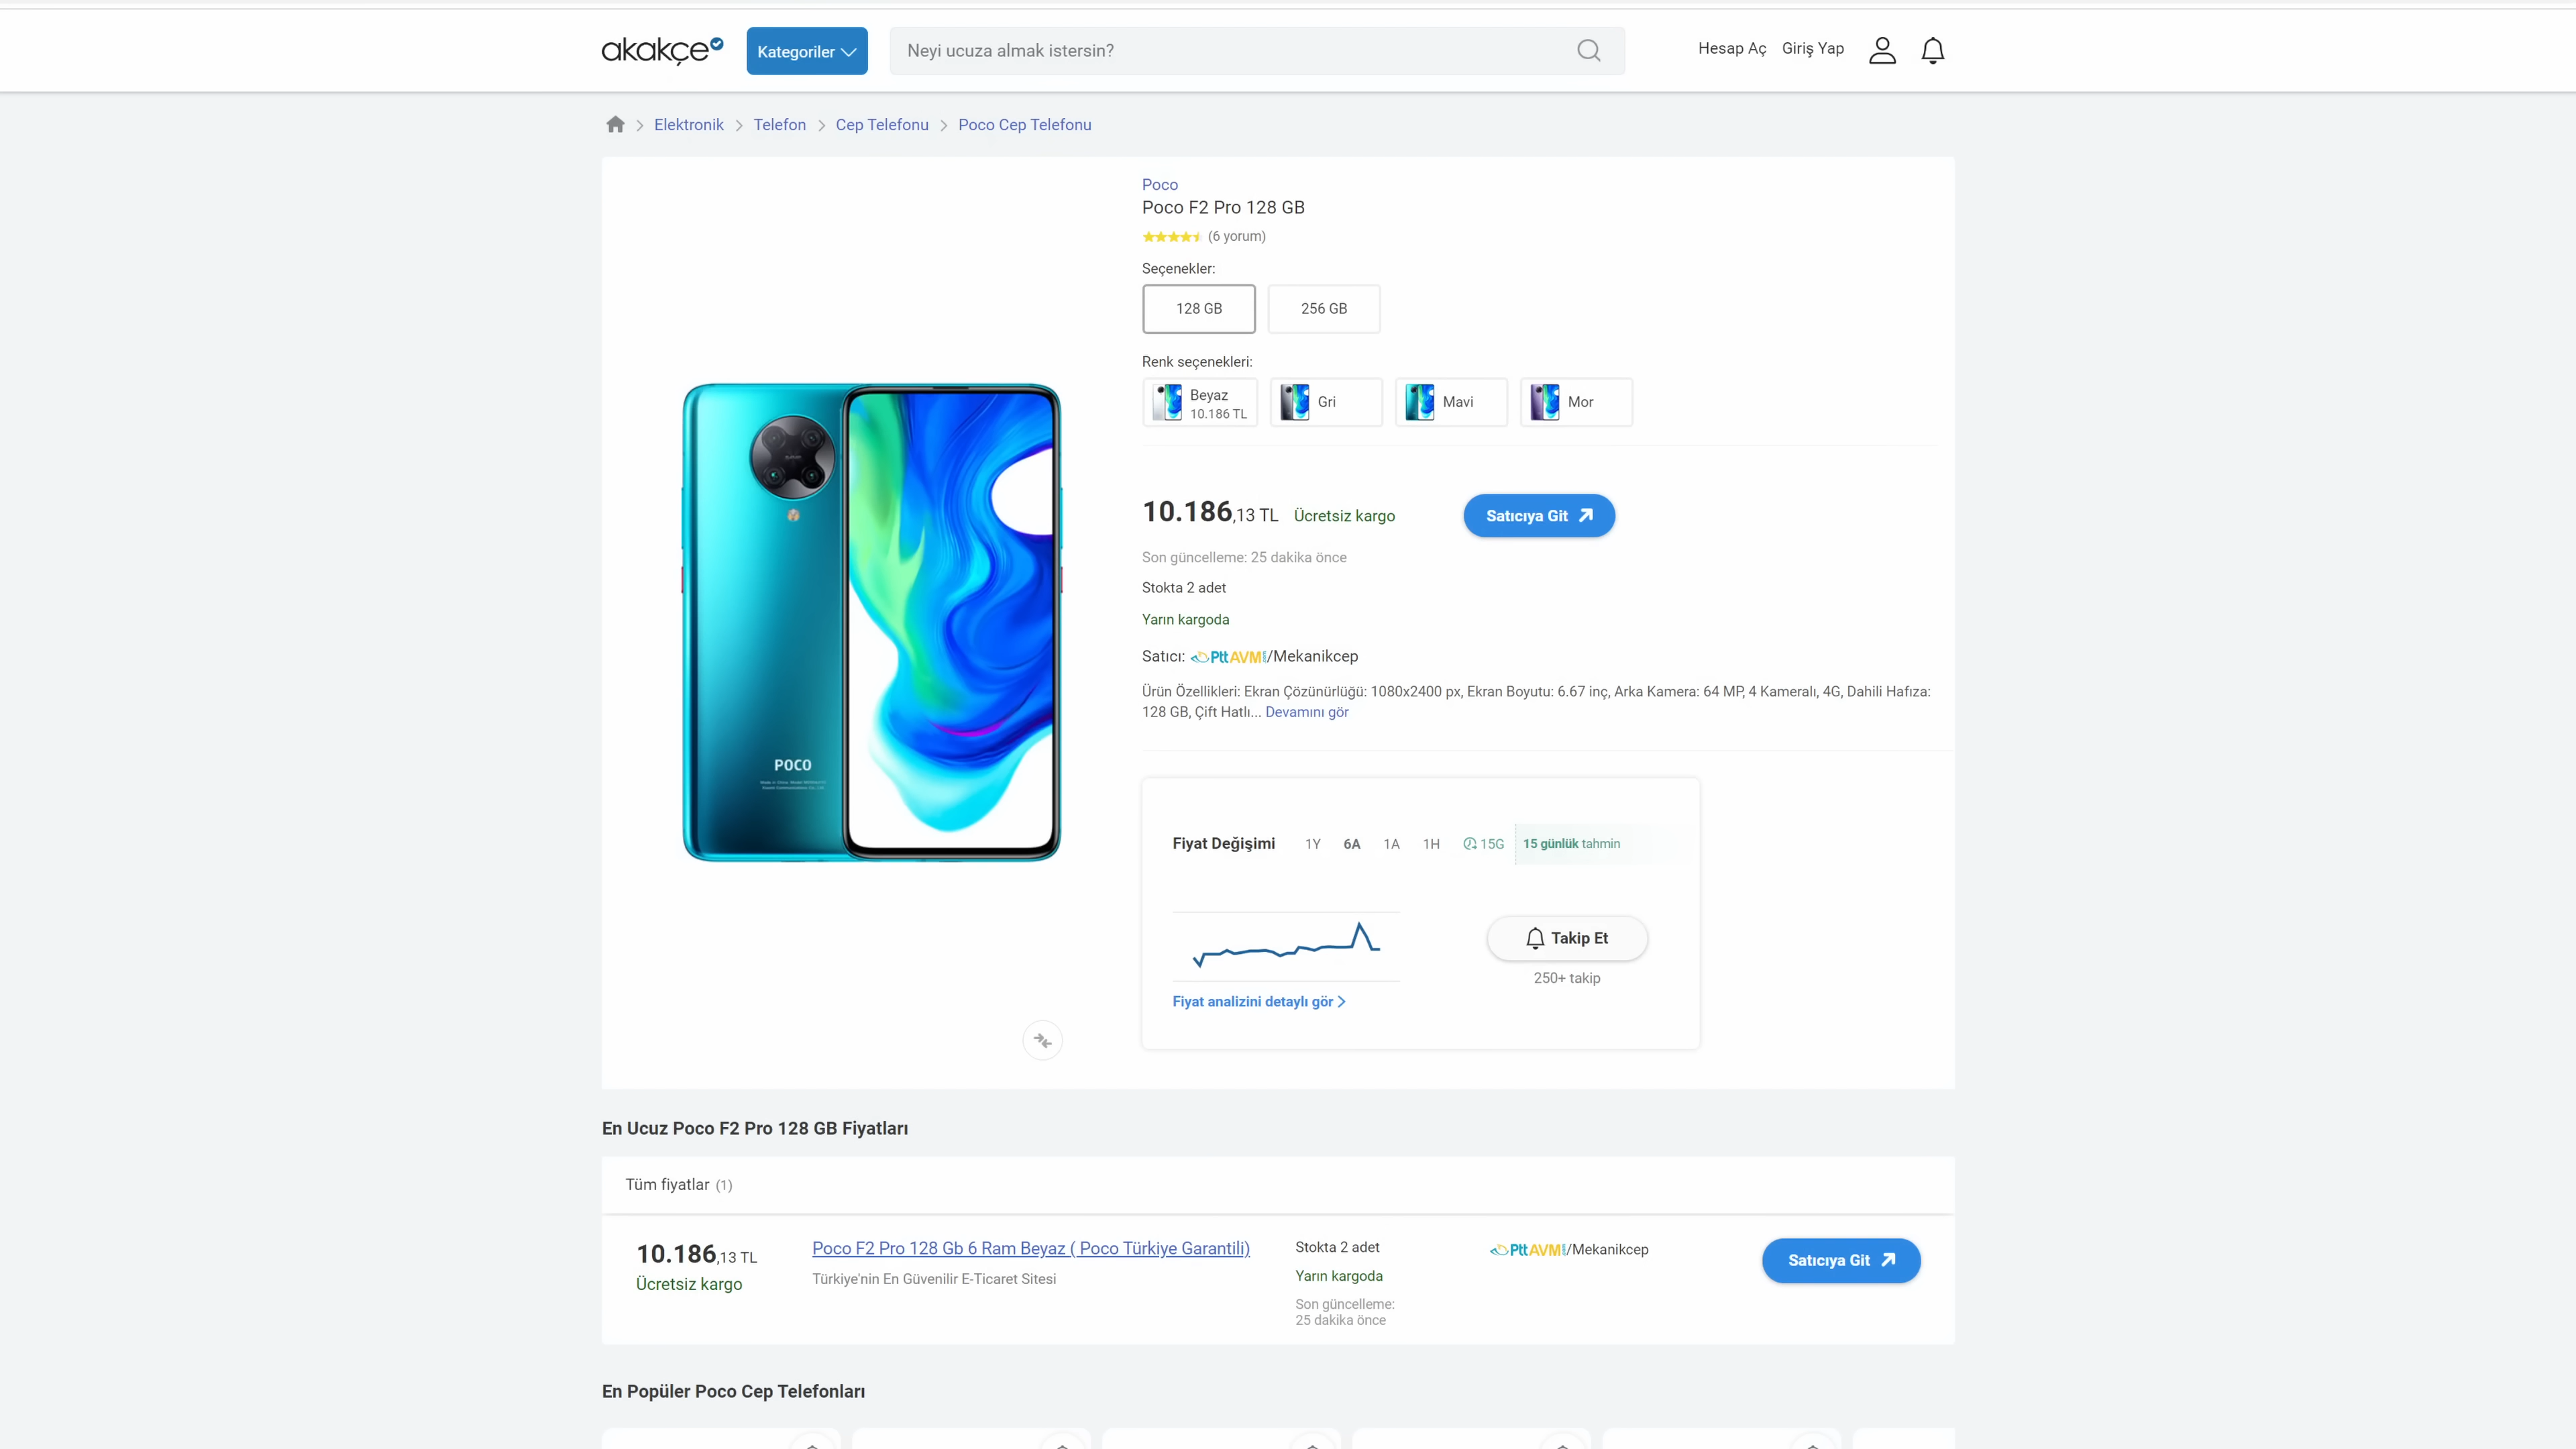 akakçe
Kategoriler
Neyi ucuza almak istersin?
Hesap Aç
Giriş Yap
Elektronik
Telefon
Cep Telefonu
Poco Cep Telefonu
Poco
Poco F2 Pro 128 GB
(6 yorum)
Seçenekler:
128 GB
256 GB
Renk seçenekleri:
Beyaz
10.186 TL
Gri
Mavi
Mor
10.186,13 TL Ücretsiz kargo
Satıcıya Git
Son güncelleme: 25 dakika önce
Stokta 2 adet
Yarın kargoda
Satıcı: PttAVM/Mekanikcep
Ürün Özellikleri: Ekran Çözünürlüğü: 1080x2400 px, Ekran Boyutu: 6.67 inç, Arka Kamera: 64 MP, 4 Kameralı, 4G, Dahili Hafıza:
128 GB, Çift Hatlı... Devamını gör
POCO
Fiyat Değişimi 1Y 6A 1A 1H 15G 15 günlük tahmin
Takip Et
250+ takip
Fiyat analizini detaylı gör
En Ucuz Poco F2 Pro 128 GB Fiyatları
Tüm fiyatlar (1)
10.186,13 TL
Ücretsiz kargo
Poco F2 Pro 128 Gb 6 Ram Beyaz ( Poco Türkiye Garantili)
Türkiye'nin En Güvenilir E-Ticaret Sitesi
Stokta 2 adet
Yarın kargoda
Son güncelleme:
25 dakika önce
PttAVM/Mekanikcep
Satıcıya Git
En Popüler Poco Cep Telefonları